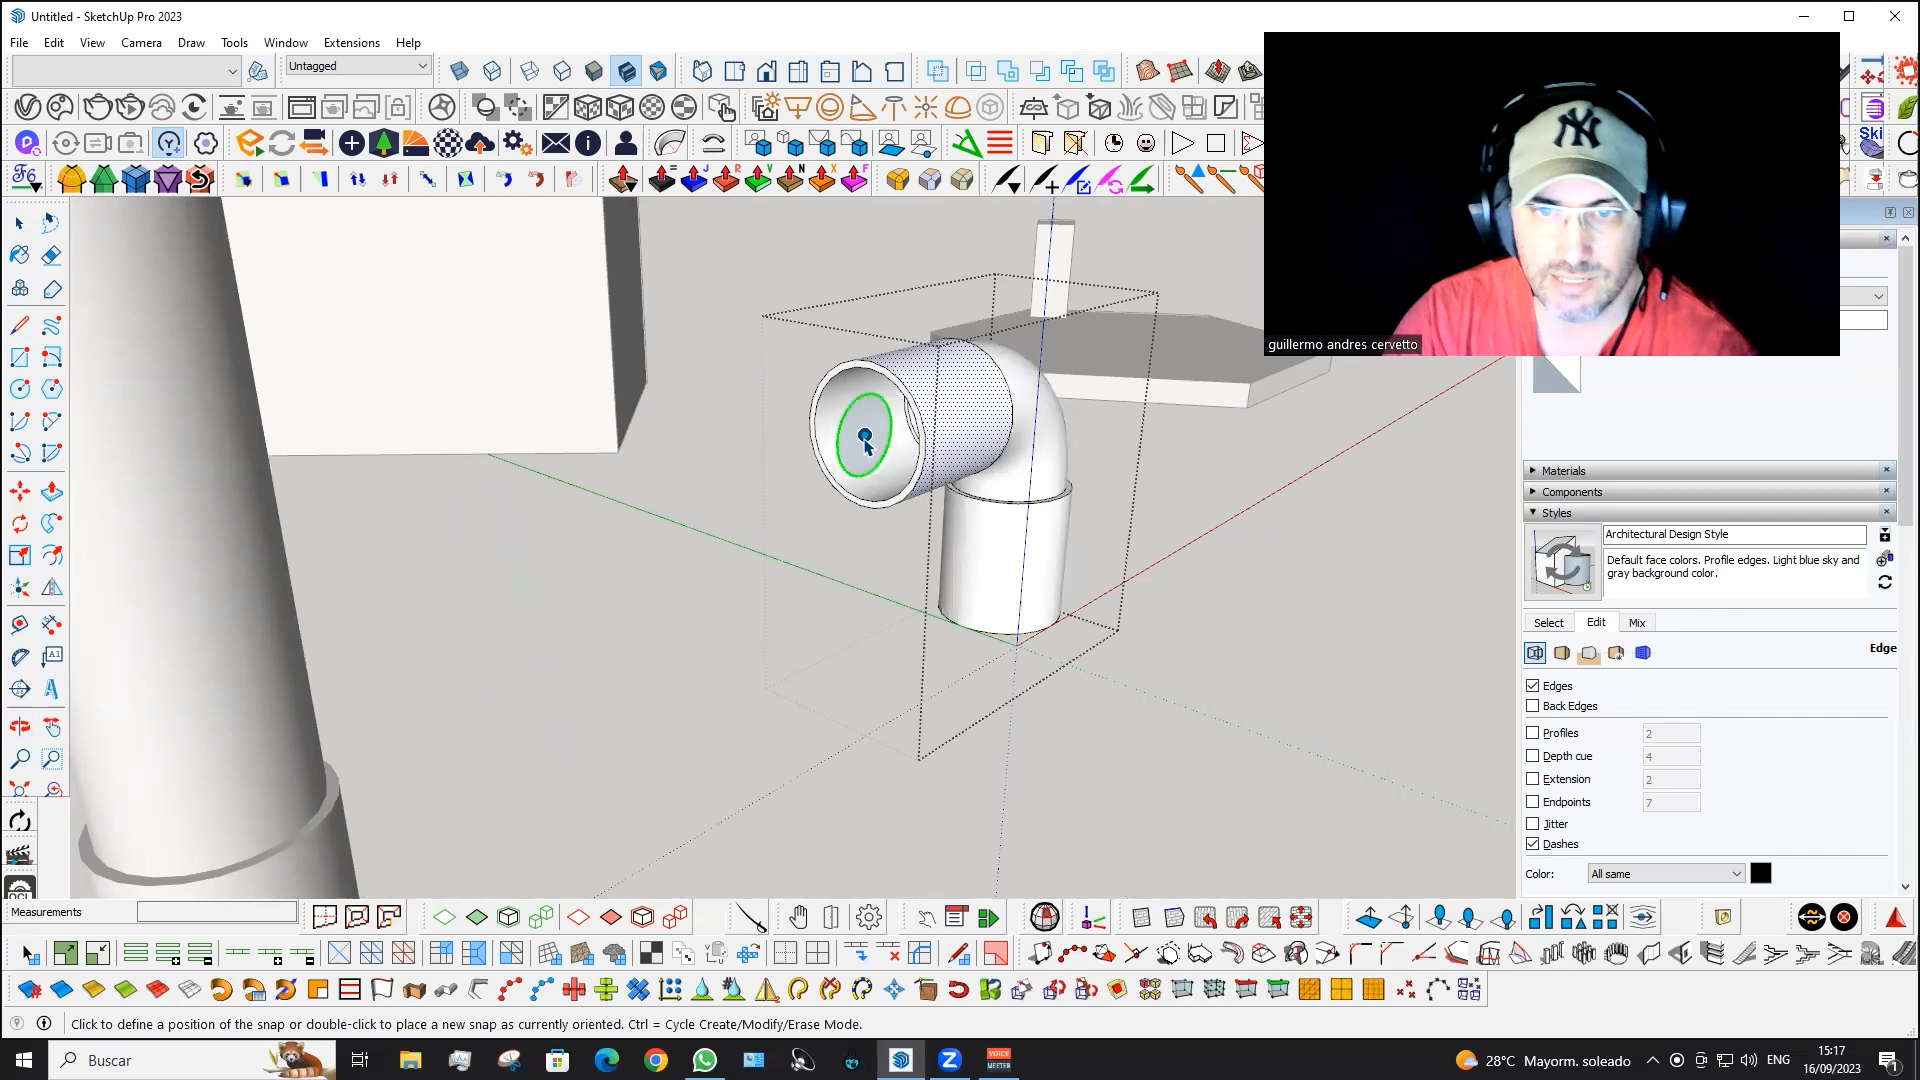 Untitled - SketchUp Pro 2023
File Edit View Camera Draw Tools Window Extensions Help
Untagged
Ski
guillermo andres cervetto
Materials
Components
Styles
Architectural Design Style
Default face colors. Profile edges. Light blue sky and
gray background color.
Select Edit Mix
Edge
Edges
Back Edges
Profiles 2
Depth cue 4
Extension 2
Endpoints 7
Jitter
Dashes
Color: All same
Measurements
Click to define a position of the snap or double-click to place a new snap as currently oriented. Ctrl = Cycle Create/Modify/Erase Mode.
Buscar
VOICE
MEETER
28°C Mayorm. soleado
ENG
15:17
16/09/2023